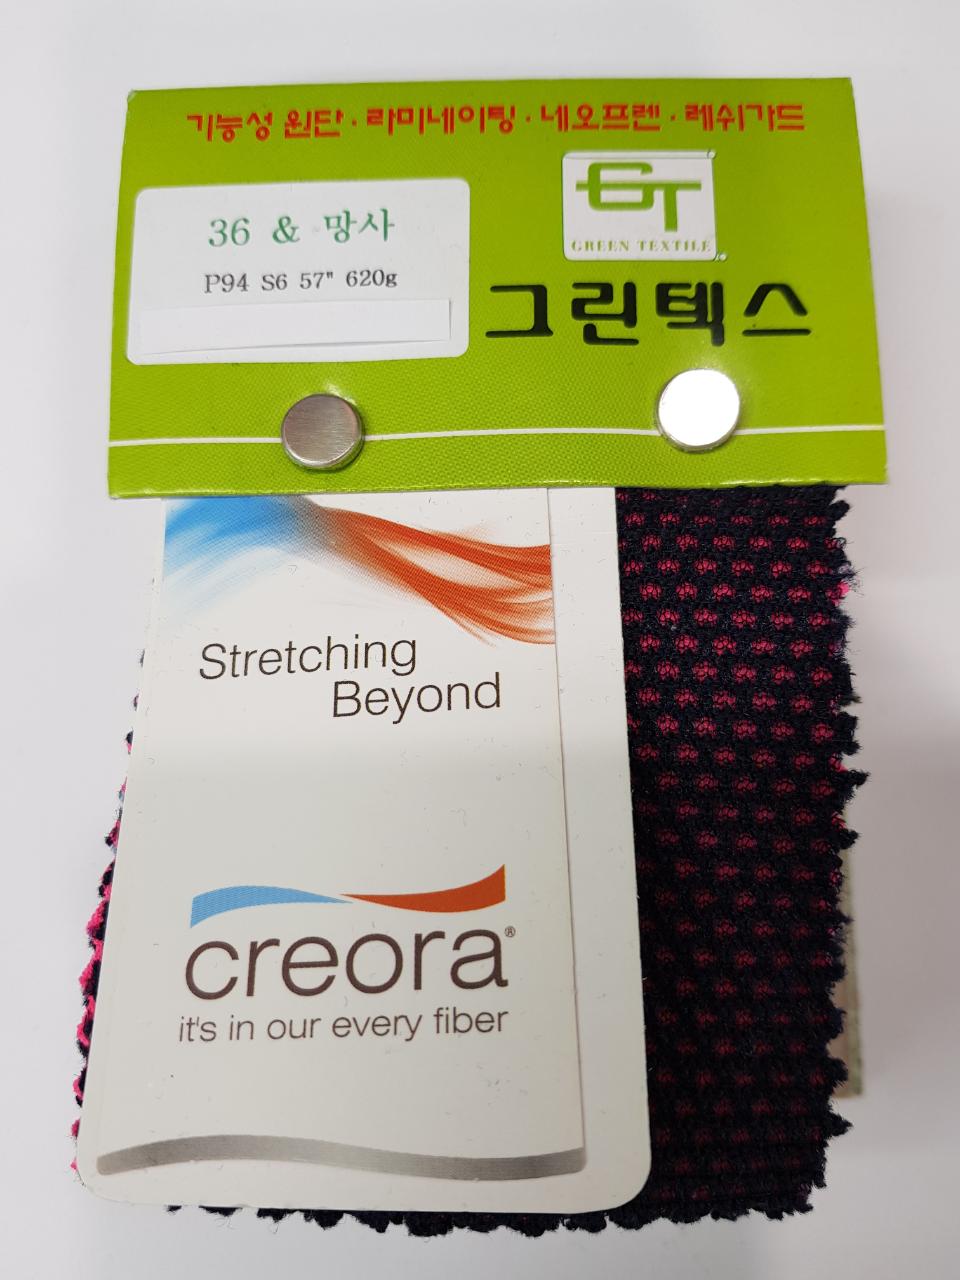 기능성 원단 · 라미네이팅 · 네오프렌 · 레쉬가드
36 & 망사
P94 S6 57" 620g
GT
GREEN TEXTILE
그린텍스
Stretching
Beyond
creora®
it's in our every fiber